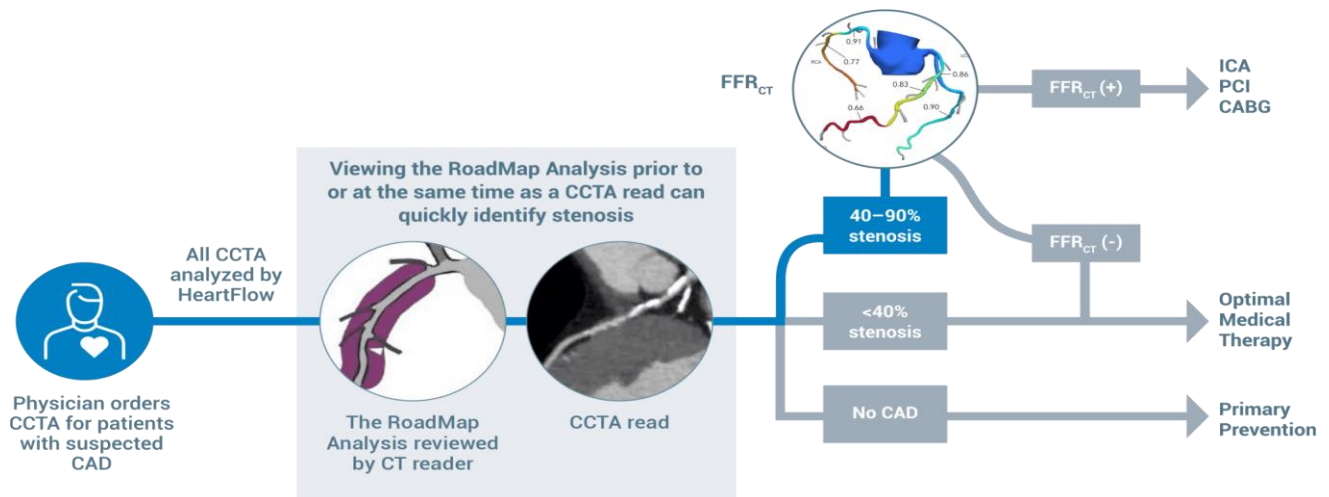 Physician orders
CCTA for patients
with suspected
CAD
All CCTA
analyzed by
HeartFlow
Viewing the RoadMap Analysis prior to
or at the same time as a CCTA read can
quickly identify stenosis
The RoadMap
Analysis reviewed
by CT reader
CCTA read
FFRCT
0.91
RCA
0.77
0.66
0.83
0.86
0.90
40–90%
stenosis
<40%
stenosis
No CAD
FFRCT (+)
FFRCT (-)
ICA
PCI
CABG
Optimal
Medical
Therapy
Primary
Prevention